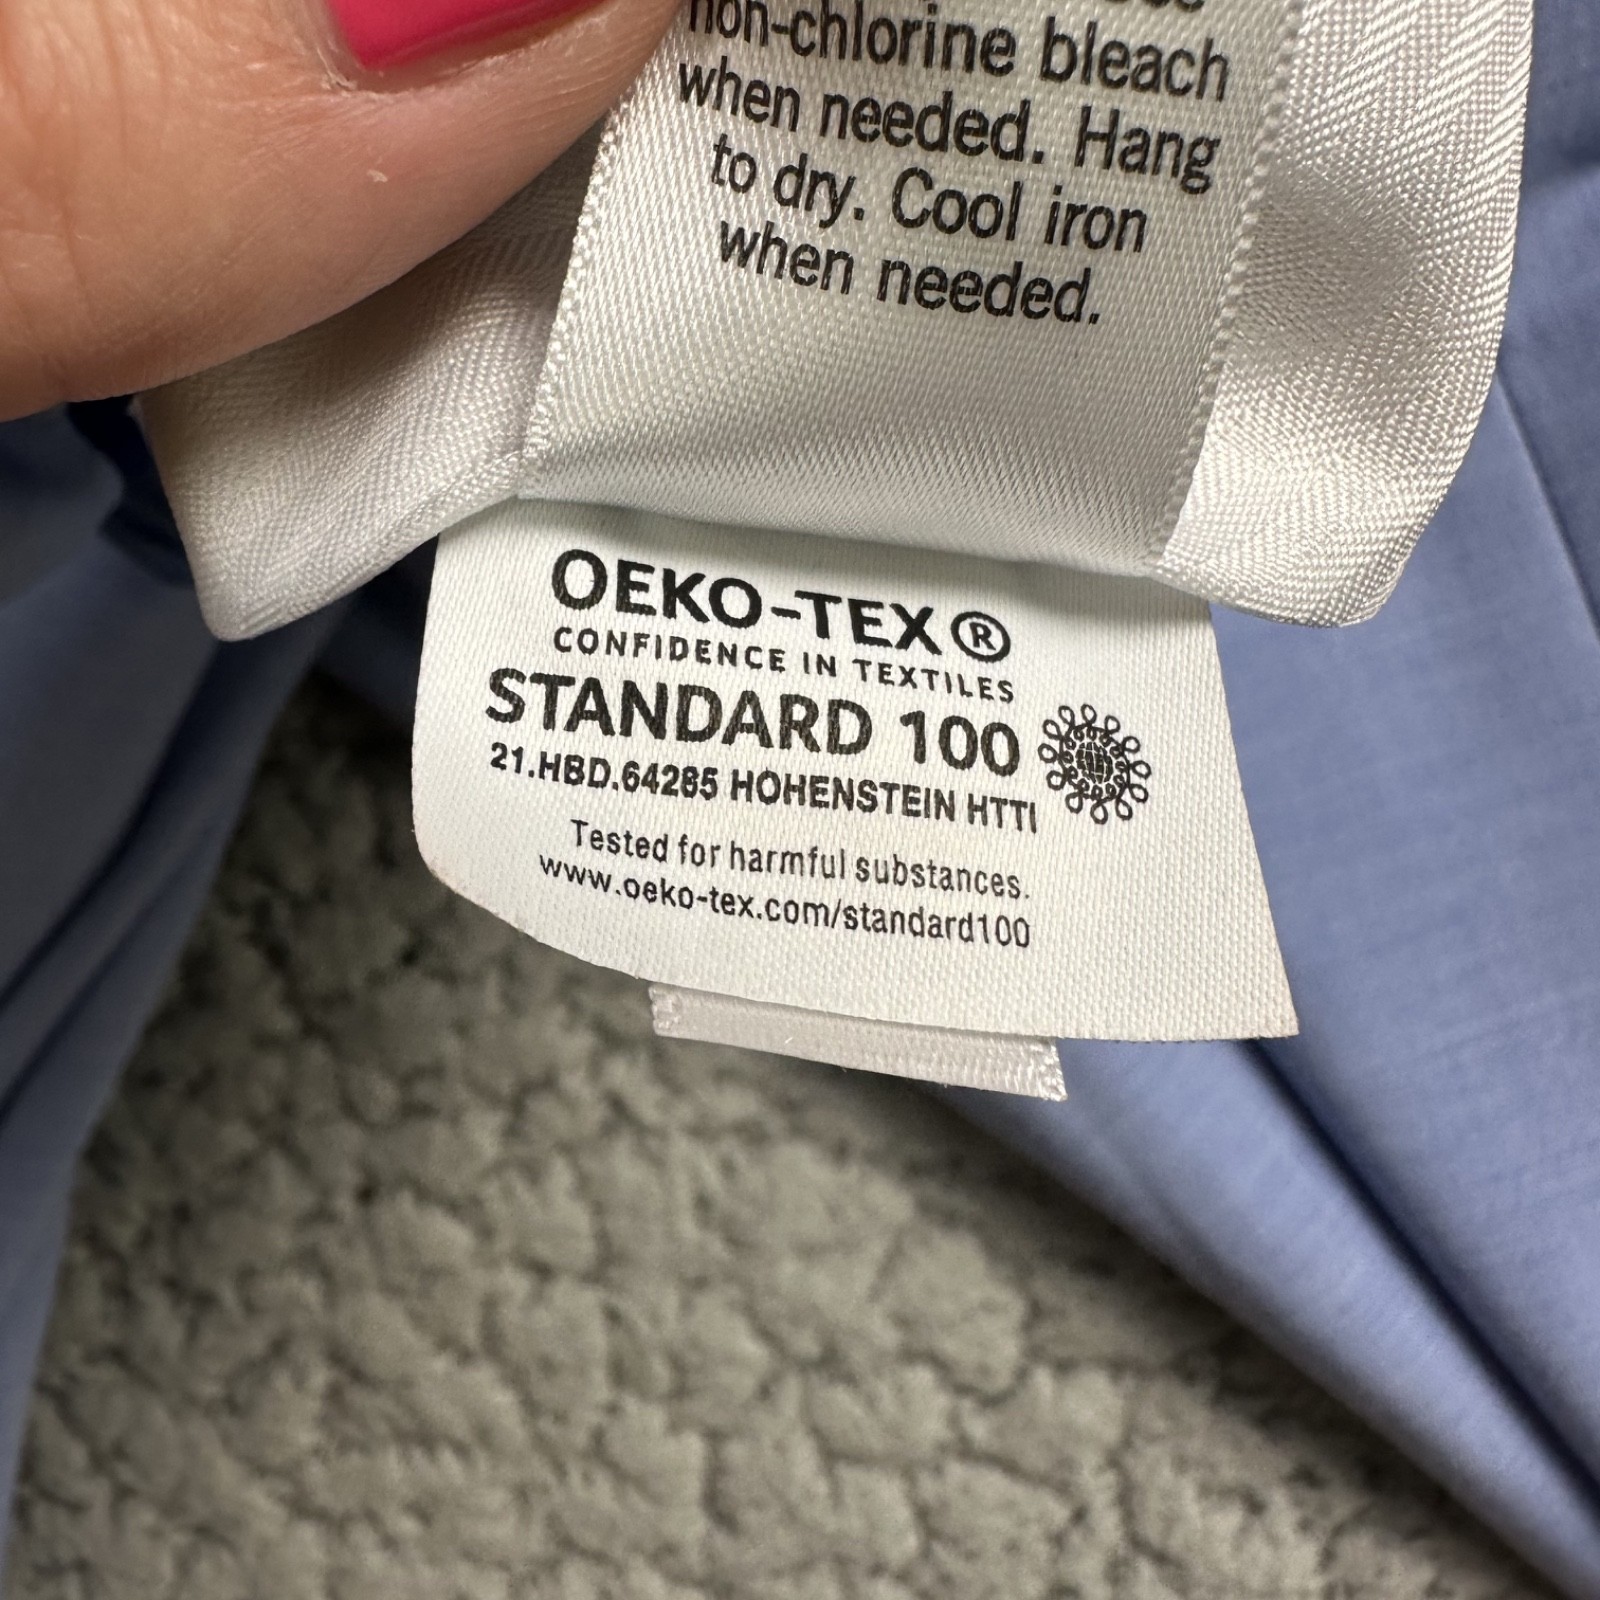 non-chlorine bleach
when needed. Hang
to dry. Cool iron
when needed.
OEKO-TEX®
CONFIDENCE IN TEXTILES
STANDARD 100
21.HBD.64285 HOHENSTEIN HTTI
Tested for harmful substances.
www.oeko-tex.com/standard100